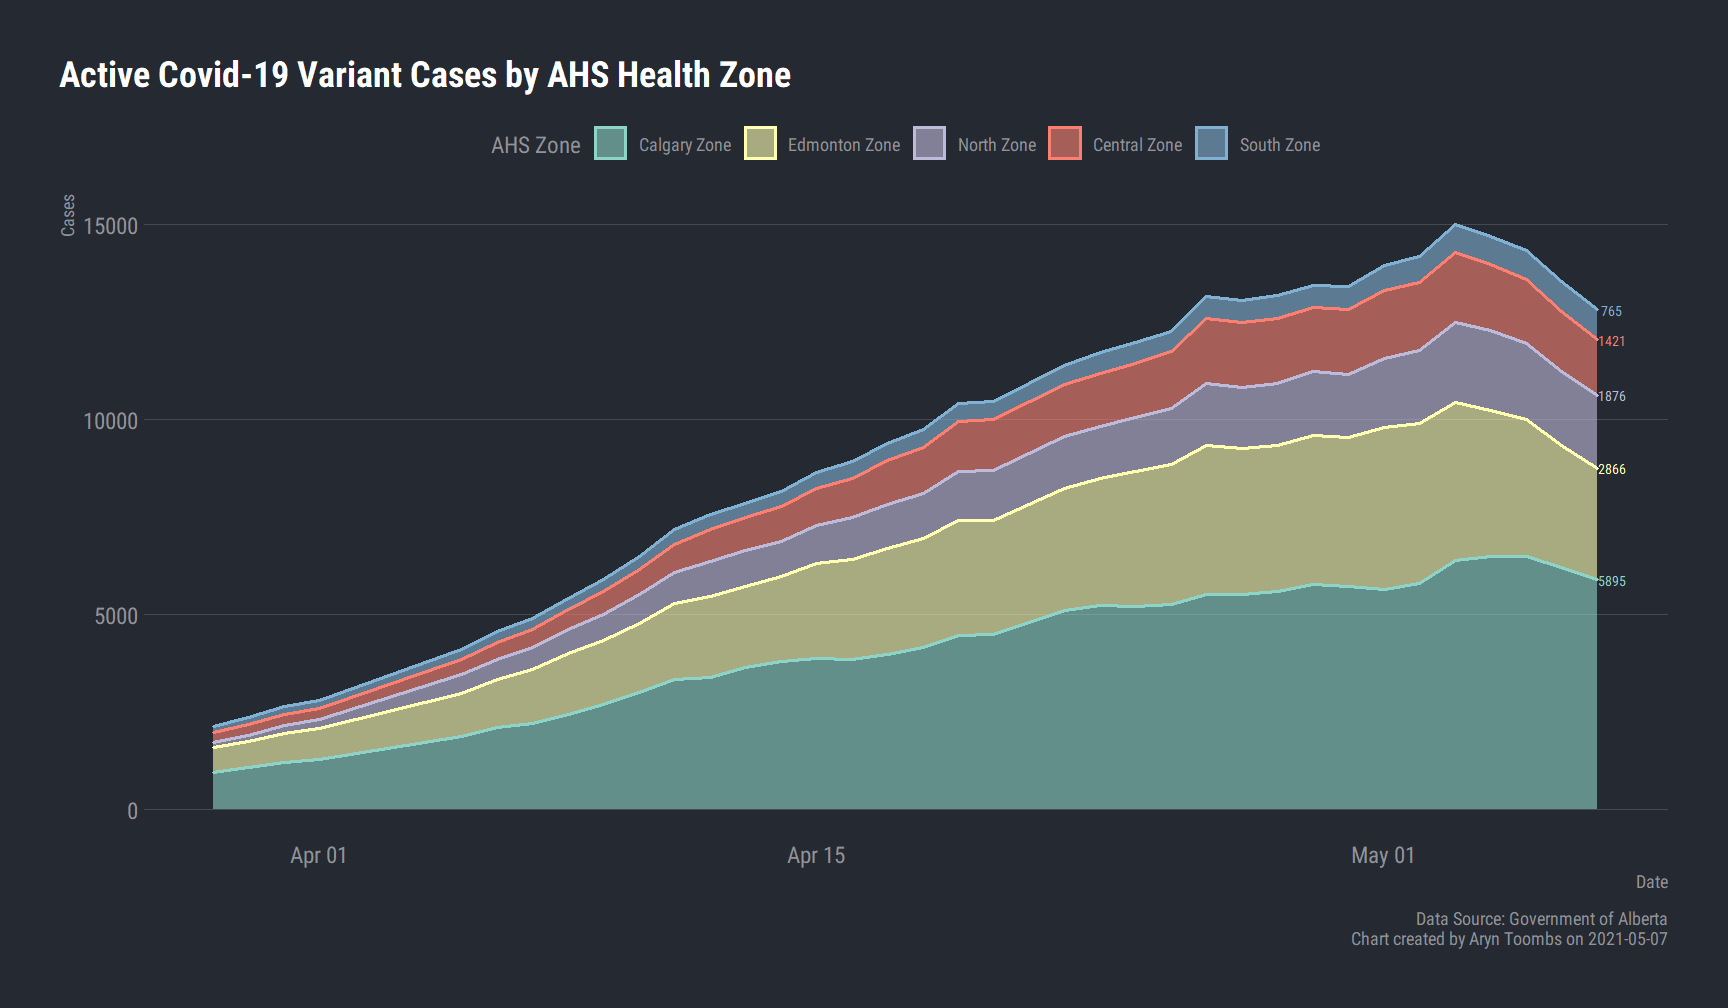 Active Covid-19 Variant Cases by AHS Health Zone
AHS Zone Calgary Zone Edmonton Zone North Zone Central Zone South Zone
Cases
15000
10000
5000
0
765
1421
1876
2866
5895
Apr 01 Apr 15 May 01
Date
Data Source: Government of Alberta
Chart created by Aryn Toombs on 2021-05-07